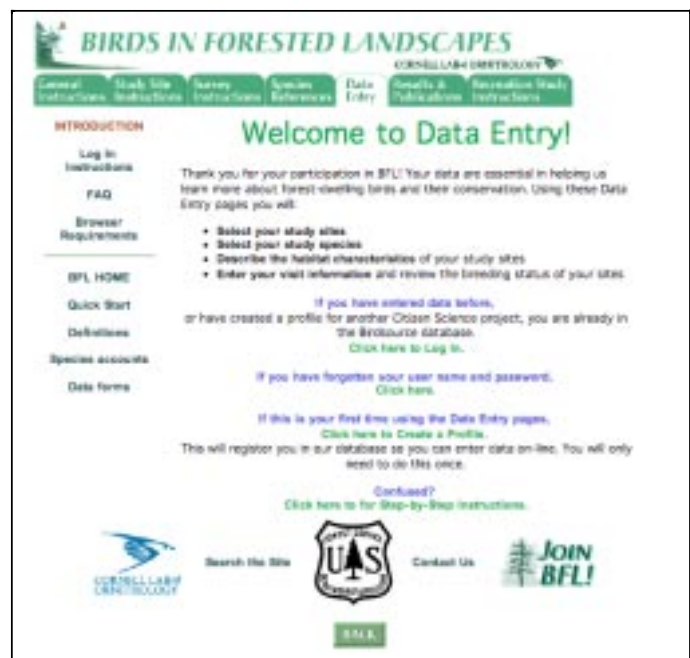 BIRDS IN FORESTED LANDSCAPES
CORNELL LAB of ORNITHOLOGY
General Instructions
Study Site Instructions
Survey Instructions
Species References
Data Entry
Results & Publications
Recreation Study Instructions
INTRODUCTION
Log In
Instructions
FAQ
Browser
Requirements
BFL HOME
Quick Start
Definitions
Species accounts
Data forms
Welcome to Data Entry!
Thank you for your participation in BFL! Your data are essential in helping us
learn more about forest-dwelling birds and their conservation. Using these Data
Entry pages you will:
• Select your study sites
• Select your study species
• Describe the habitat characteristics of your study sites
• Enter your visit information and review the breeding status of your sites
If you have entered data before,
or have created a profile for another Citizen Science project, you are already in
the Birdsource database.
Click here to Log In.
If you have forgotten your user name and password,
Click here.
If this is your first time using the Data Entry pages,
Click here to Create a Profile.
This will register you in our database so you can enter data on-line. You will only
need to do this once.
Confused?
Click here to for Step-by-Step instructions.
CORNELL LAB of
ORNITHOLOGY
Search the Site
FOREST SERVICE
U S
DEPARTMENT OF AGRICULTURE
Contact Us
JOIN
BFL!
BACK